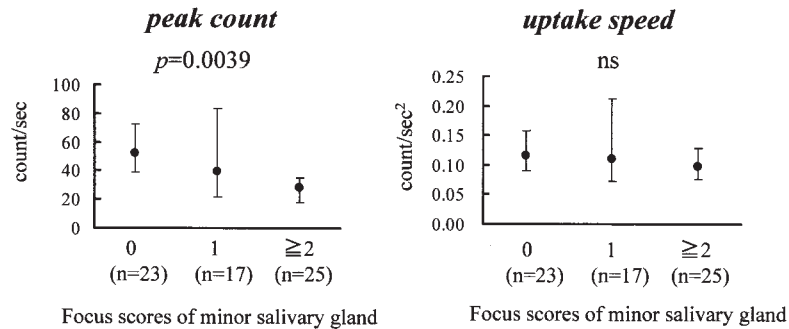 peak count
p=0.0039
count/sec
100
80
60
40
20
0
0 1 ≧2
(n=23) (n=17) (n=25)
Focus scores of minor salivary gland
uptake speed
ns
count/sec²
0.25
0.20
0.15
0.10
0.05
0.00
0 1 ≧2
(n=23) (n=17) (n=25)
Focus scores of minor salivary gland